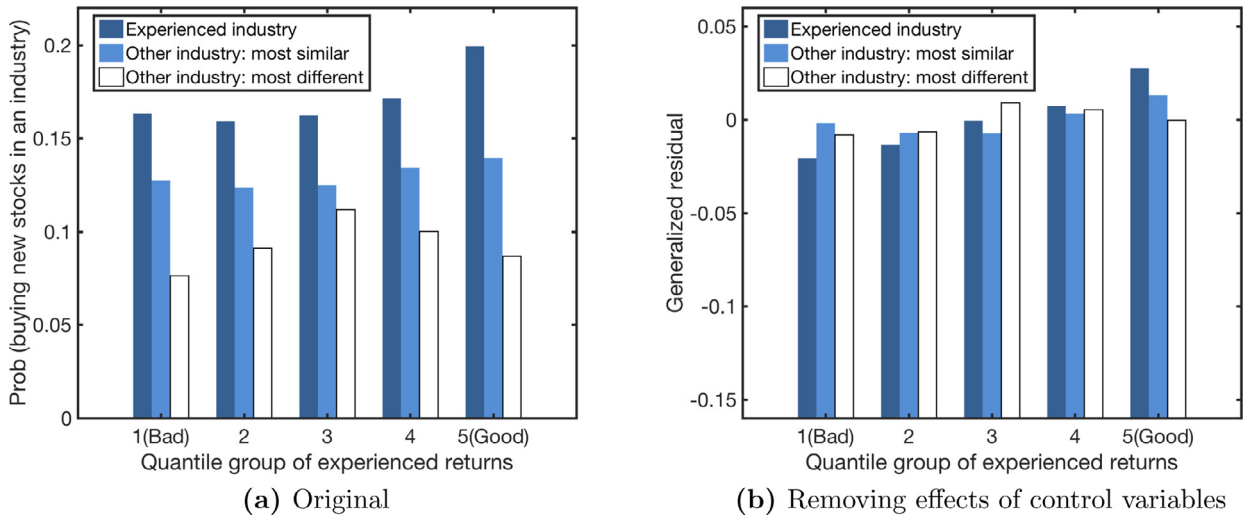 Prob (buying new stocks in an industry)
0.2
0.15
0.1
0.05
0
Experienced industry
Other industry: most similar
Other industry: most different
1(Bad) 2 3 4 5(Good)
Quantile group of experienced returns
(a) Original
Generalized residual
0.05
0
-0.05
-0.1
-0.15
Experienced industry
Other industry: most similar
Other industry: most different
1(Bad) 2 3 4 5(Good)
Quantile group of experienced returns
(b) Removing effects of control variables